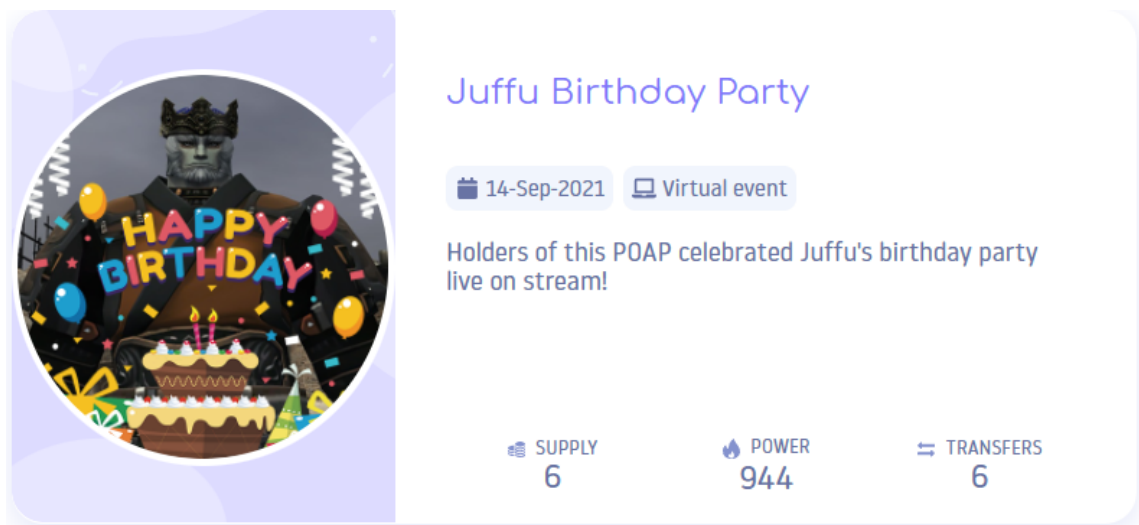 HAPPY
BIRTHDAY
Juffu Birthday Party
14-Sep-2021 Virtual event
Holders of this POAP celebrated Juffu's birthday party
live on stream!
SUPPLY POWER TRANSFERS
6 944 6